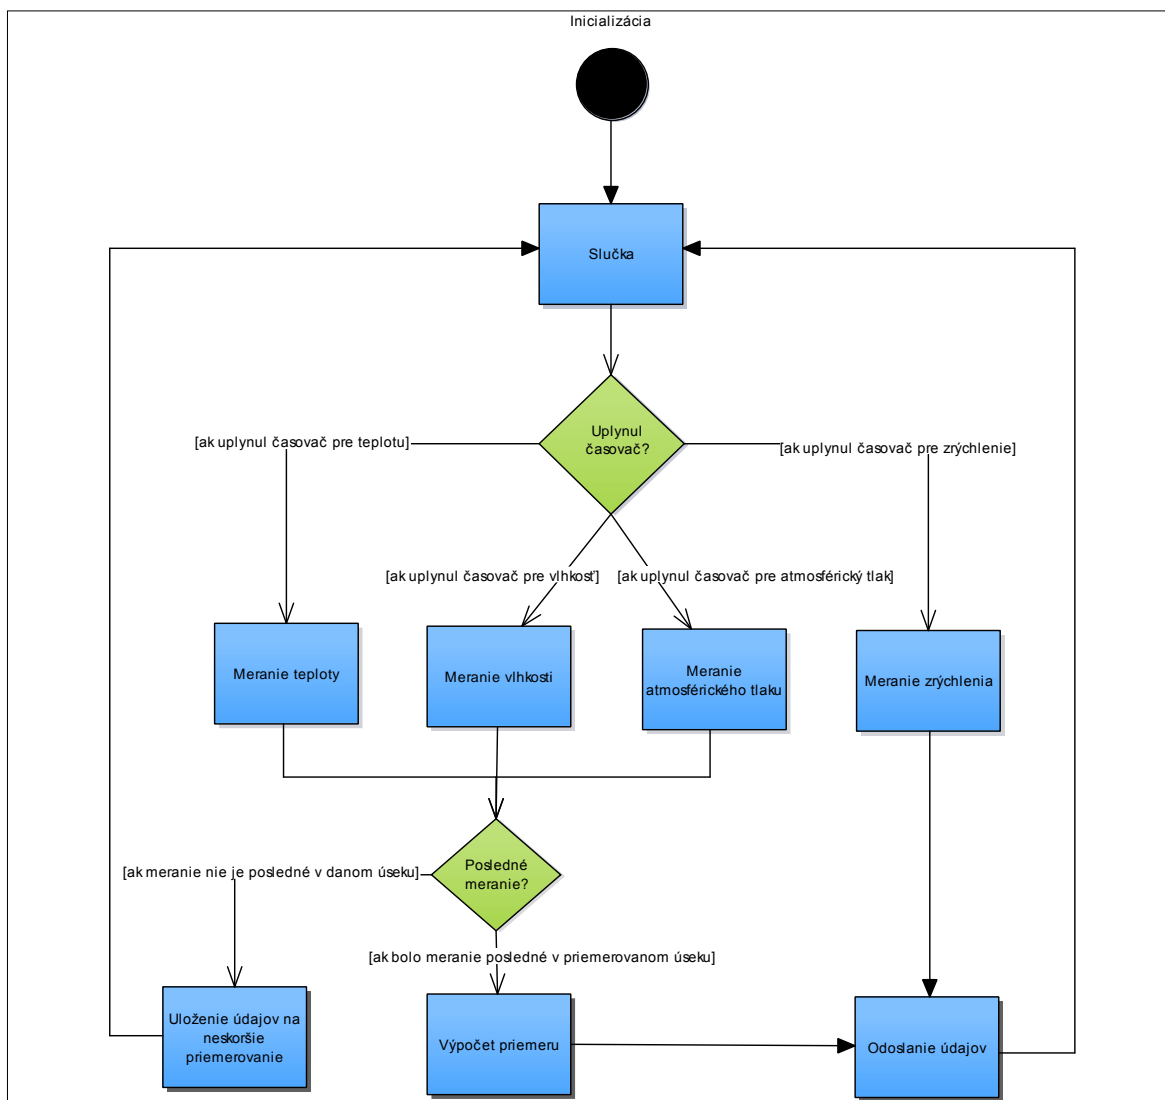 Inicializácia
Slučka
Uplynul
časovač?
[ak uplynul časovač pre teplotu]
[ak uplynul časovač pre zrýchlenie]
[ak uplynul časovač pre vlhkosť]
[ak uplynul časovač pre atmosférický tlak]
Meranie teploty
Meranie vlhkosti
Meranie
atmosférického tlaku
Meranie zrýchlenia
Posledné
meranie?
[ak meranie nie je posledné v danom úseku]
[ak bolo meranie posledné v priemerovanom úseku]
Uloženie údajov na
neskoršie
priemerovanie
Výpočet priemeru
Odoslanie údajov